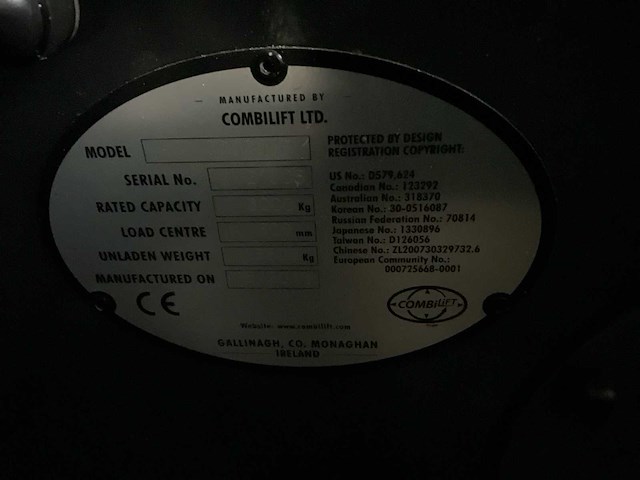 MANUFACTURED BY
COMBILIFT LTD.
MODEL
SERIAL No.
RATED CAPACITY Kg
LOAD CENTRE mm
UNLADEN WEIGHT Kg
MANUFACTURED ON
CE
PROTECTED BY DESIGN
REGISTRATION COPYRIGHT:
US No.: D579,624
Canadian No.: 123292
Australian No.: 318370
Korean No.: 30-0516087
Russian Federation No.: 70814
Japanese No.: 1330896
Taiwan No.: D126056
Chinese No.: ZL200730329732.6
European Community No.:
000725668-0001
COMBiLiFT
Website: www.combilift.com
GALLINAGH, CO, MONAGHAN
IRELAND